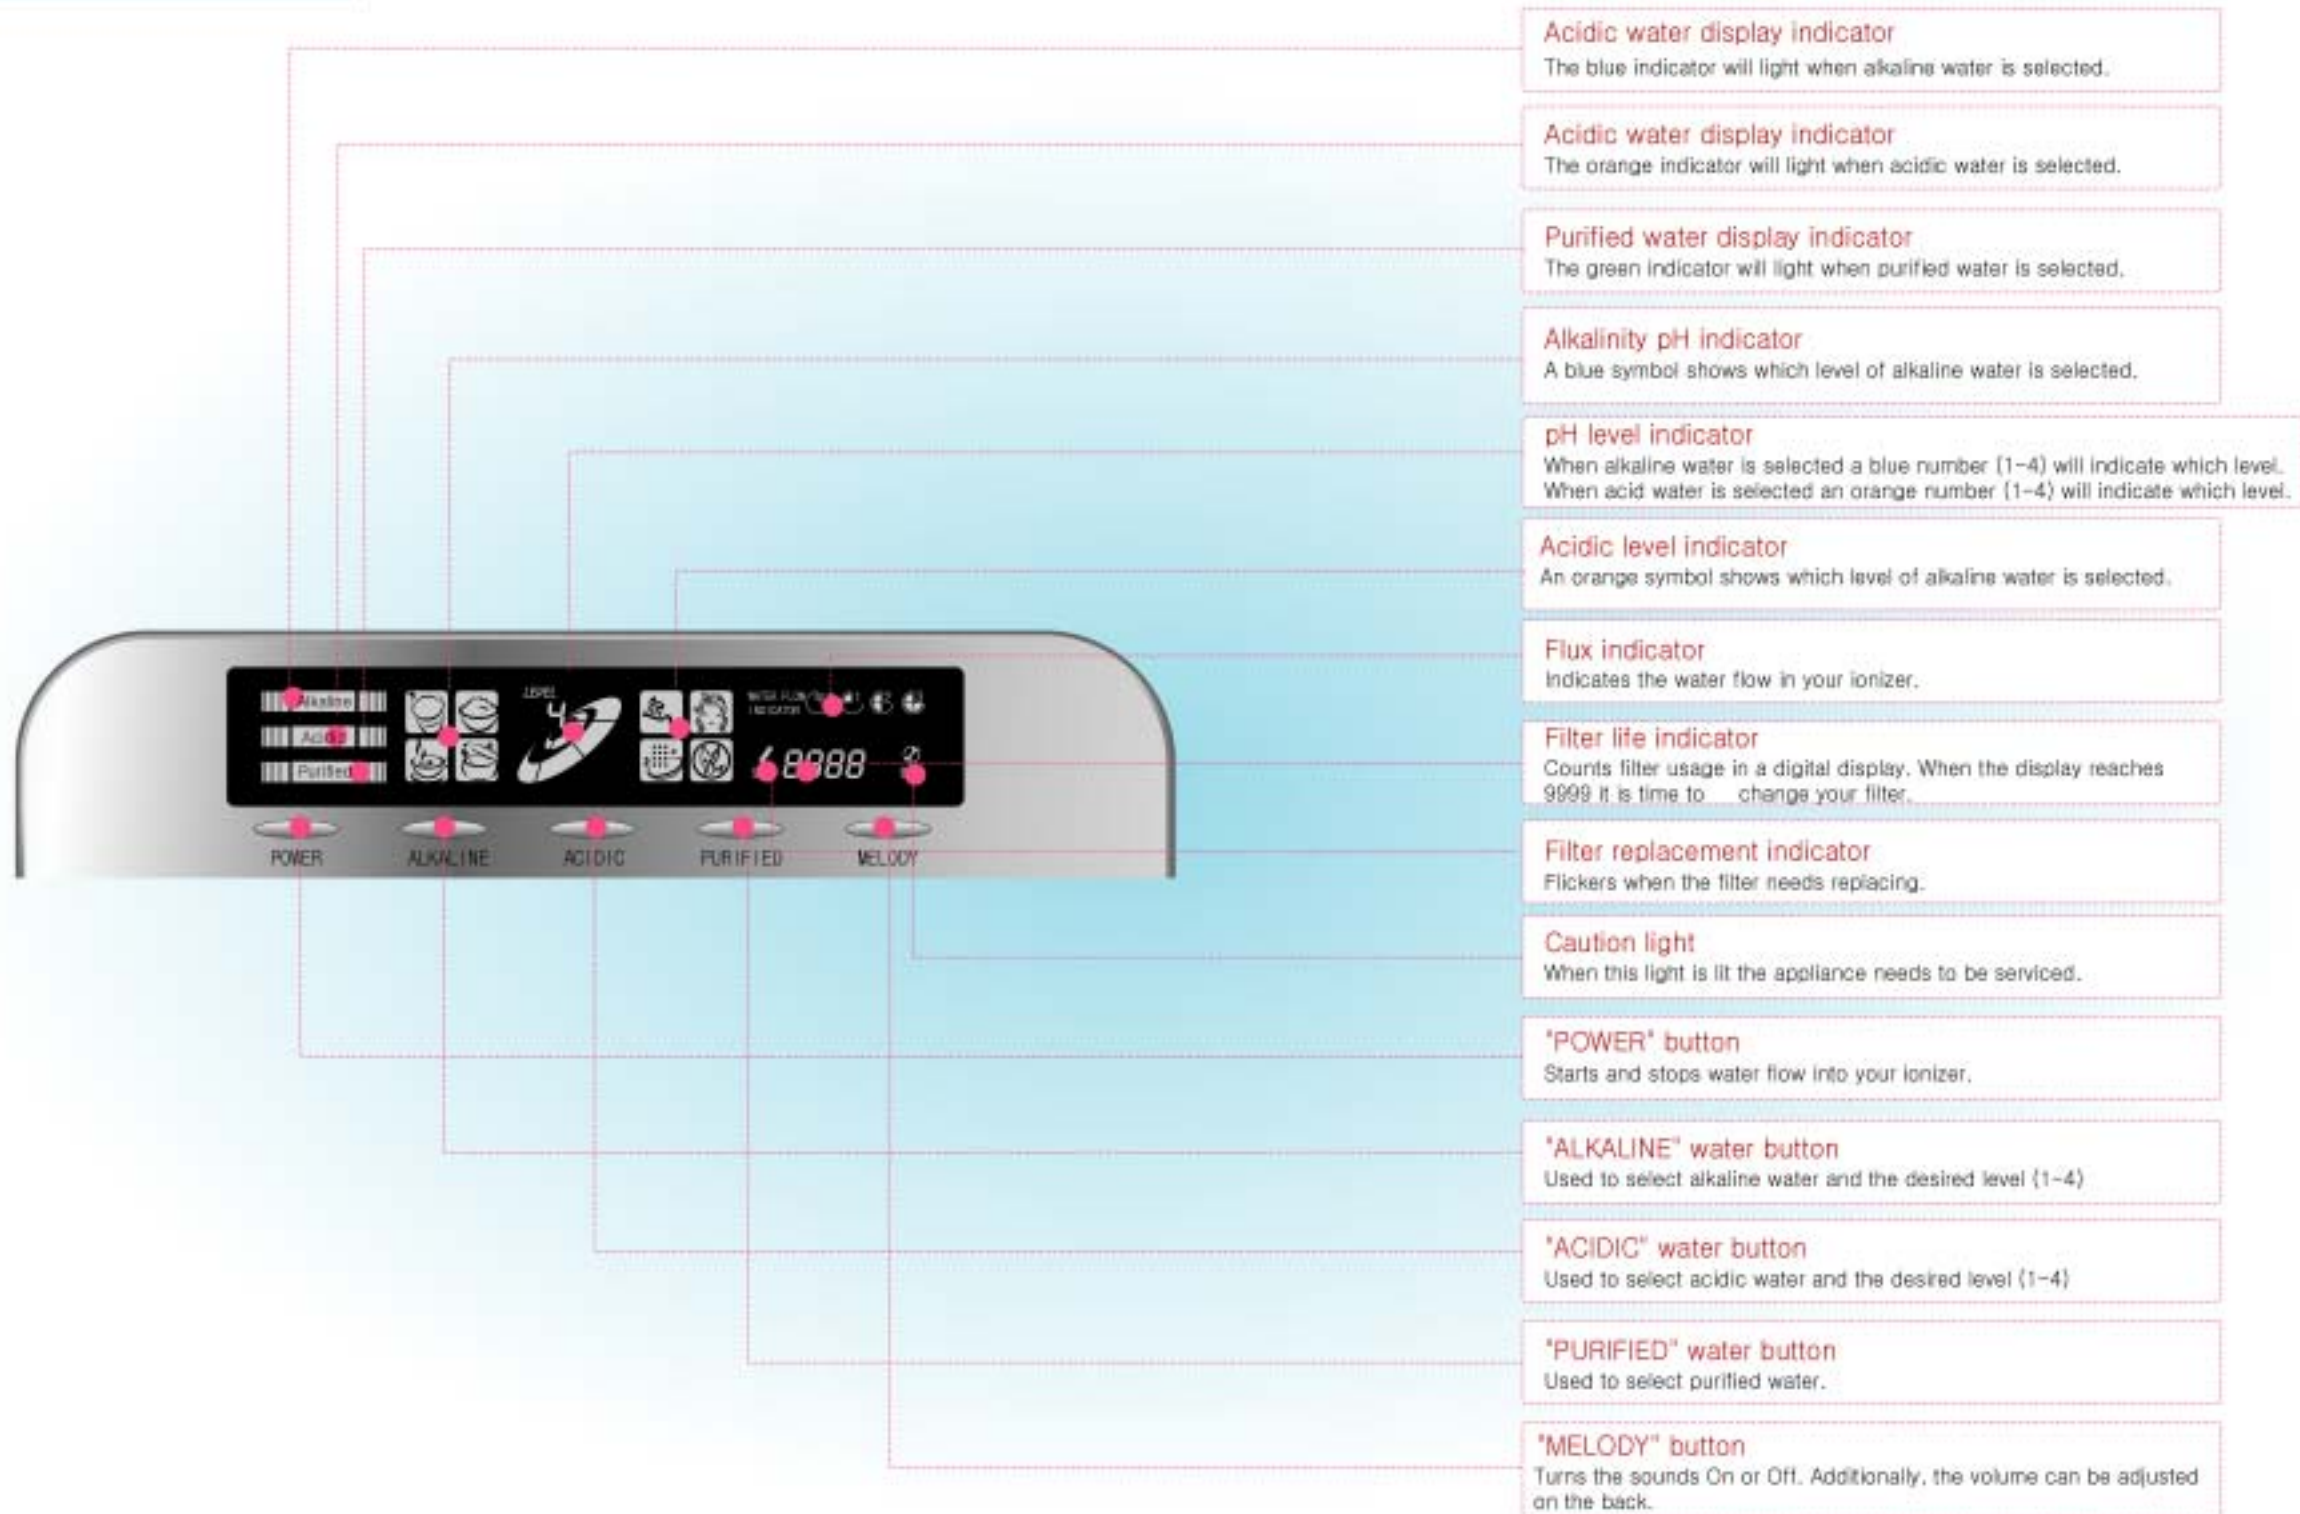 Acidic water display indicator
The blue indicator will light when alkaline water is selected.
Acidic water display indicator
The orange indicator will light when acidic water is selected.
Purified water display indicator
The green indicator will light when purified water is selected.
Alkalinity pH indicator
A blue symbol shows which level of alkaline water is selected.
pH level indicator
When alkaline water is selected a blue number (1-4) will indicate which level.
When acid water is selected an orange number (1-4) will indicate which level.
Acidic level indicator
An orange symbol shows which level of alkaline water is selected.
Flux indicator
Indicates the water flow in your ionizer.
Filter life indicator
Counts filter usage in a digital display. When the display reaches
9999 it is time to change your filter.
Filter replacement indicator
Flickers when the filter needs replacing.
Caution light
When this light is lit the appliance needs to be serviced.
"POWER" button
Starts and stops water flow into your ionizer.
"ALKALINE" water button
Used to select alkaline water and the desired level (1-4)
"ACIDIC" water button
Used to select acidic water and the desired level (1-4)
"PURIFIED" water button
Used to select purified water.
"MELODY" button
Turns the sounds On or Off. Additionally, the volume can be adjusted
on the back.
Alkaline
Acidic
Purified
LEVEL
4
WATER FLOW
INDICATOR
8888
POWER ALKALINE ACIDIC PURIFIED MELODY